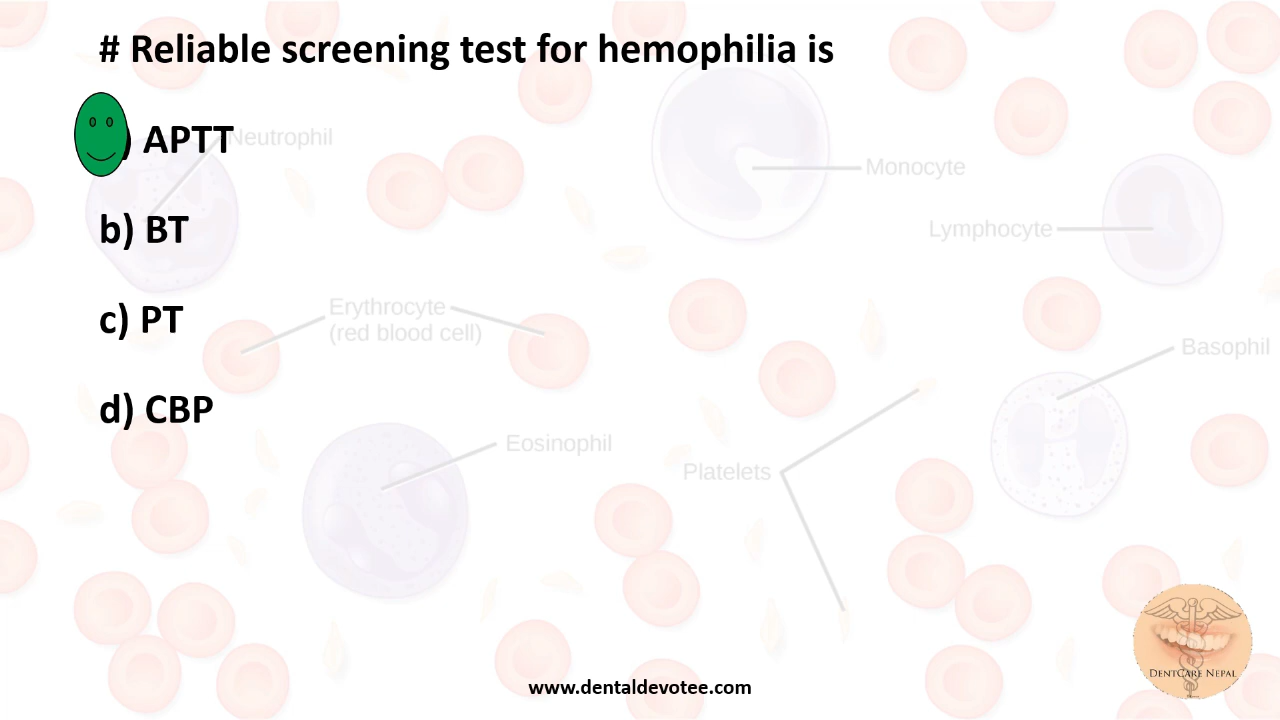 # Reliable screening test for hemophilia is
) APTT
Neutrophil
Monocyte
b) BT
Lymphocyte
Erythrocyte
(red blood cell)
c) PT
Basophil
d) CBP
Eosinophil
Platelets
DENTCARE NEPAL
www.dentaldevotee.com